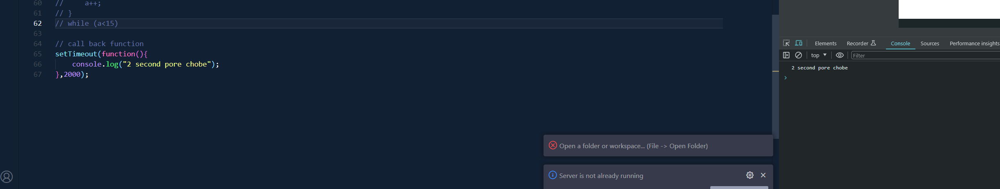 60 //     a++;
61 // }
62 // while (a<15)
63
64 // call back function
65 setTimeout(function(){
66     console.log("2 second pore chobe");
67 },2000);
Open a folder or workspace... (File -> Open Folder)
Server is not already running
Elements Recorder Console Sources Performance insights
top Filter
2 second pore chobe
>